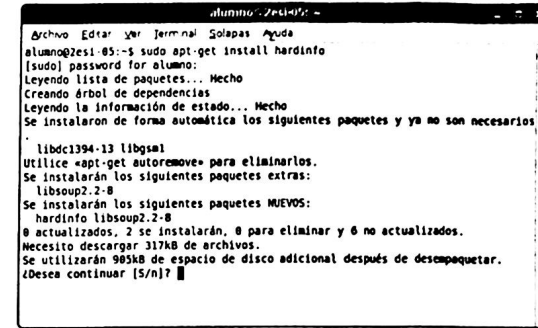 alumno@2esi-05: ~
Archivo Editar Ver Terminal Solapas Ayuda
alumno@2esi-05:~$ sudo apt-get install hardinfo
[sudo] password for alumno:
Leyendo lista de paquetes... Hecho
Creando árbol de dependencias
Leyendo la información de estado... Hecho
Se instalaron de forma automática los siguientes paquetes y ya no son necesarios
.
libdc1394-13 libgsm1
Utilice «apt-get autoremove» para eliminarlos.
Se instalarán los siguientes paquetes extras:
libsoup2.2-8
Se instalarán los siguientes paquetes NUEVOS:
hardinfo libsoup2.2-8
0 actualizados, 2 se instalarán, 0 para eliminar y 6 no actualizados.
Necesito descargar 317kB de archivos.
Se utilizarán 905kB de espacio de disco adicional después de desempaquetar.
¿Desea continuar [S/n]?